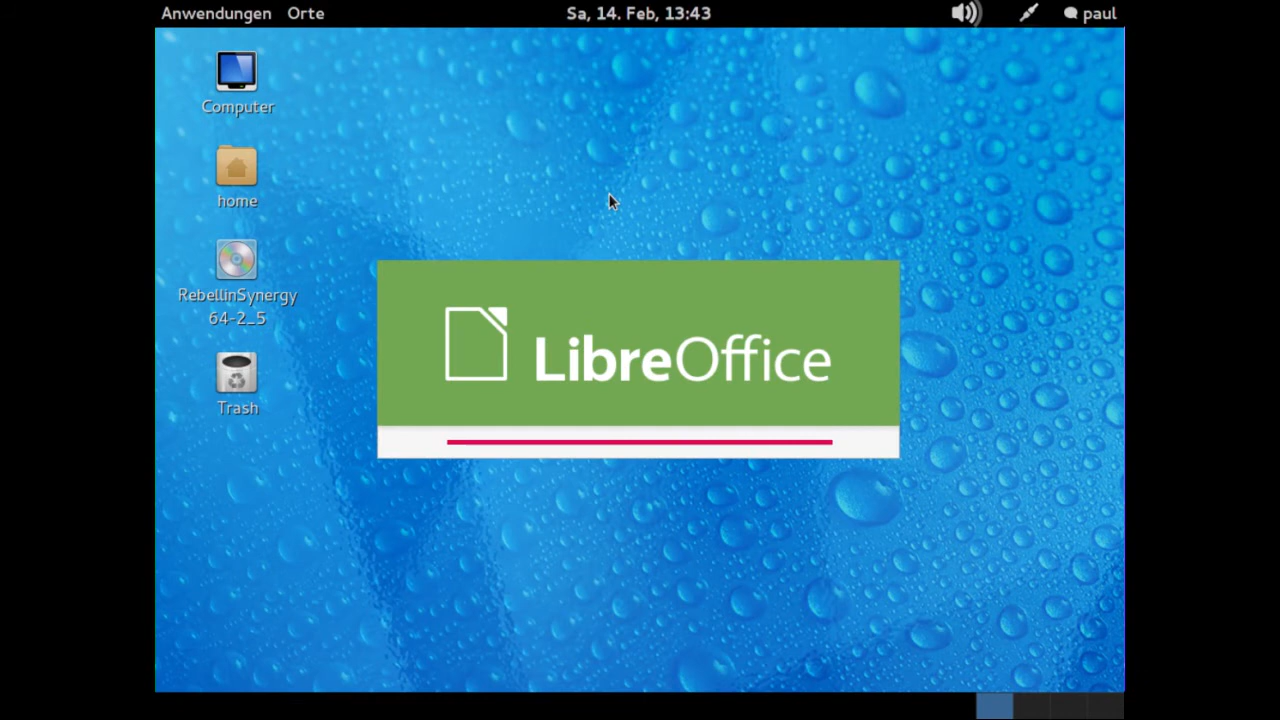 Anwendungen Orte
Sa, 14. Feb, 13:43
paul
Computer
home
RebellinSynergy
64-2_5
Trash
LibreOffice